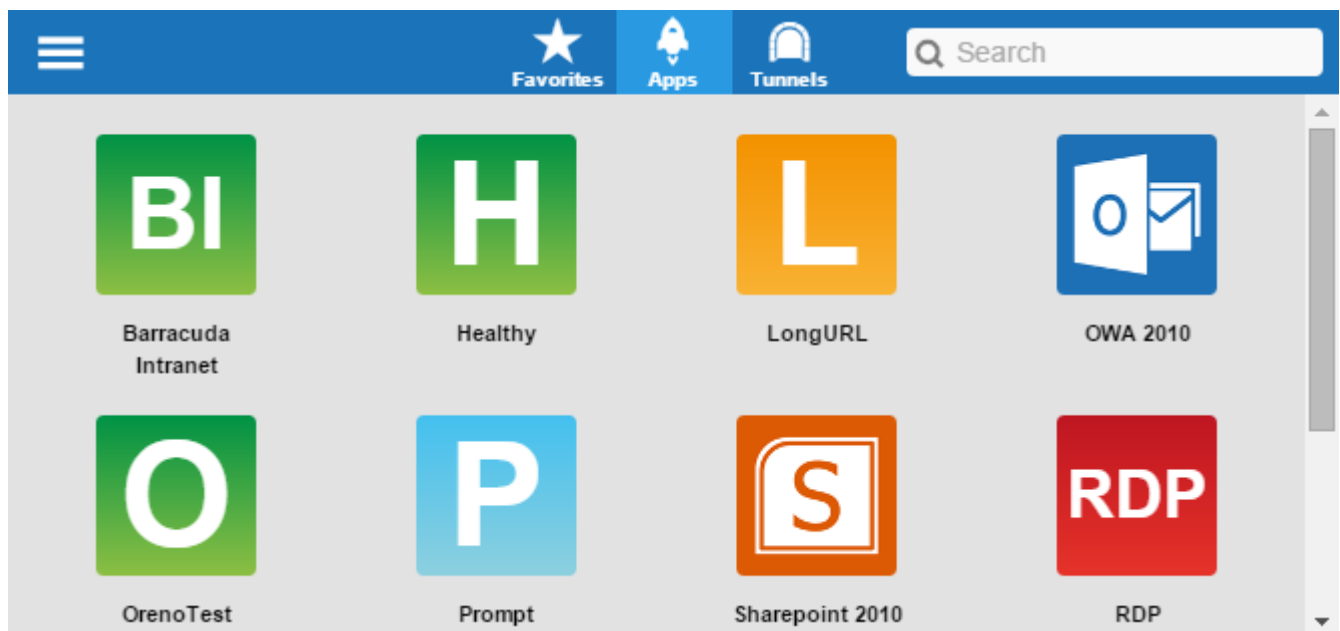 Favorites Apps Tunnels Search
BI H L O
Barracuda Healthy LongURL OWA 2010
Intranet
O P S RDP
OrenoTest Prompt Sharepoint 2010 RDP